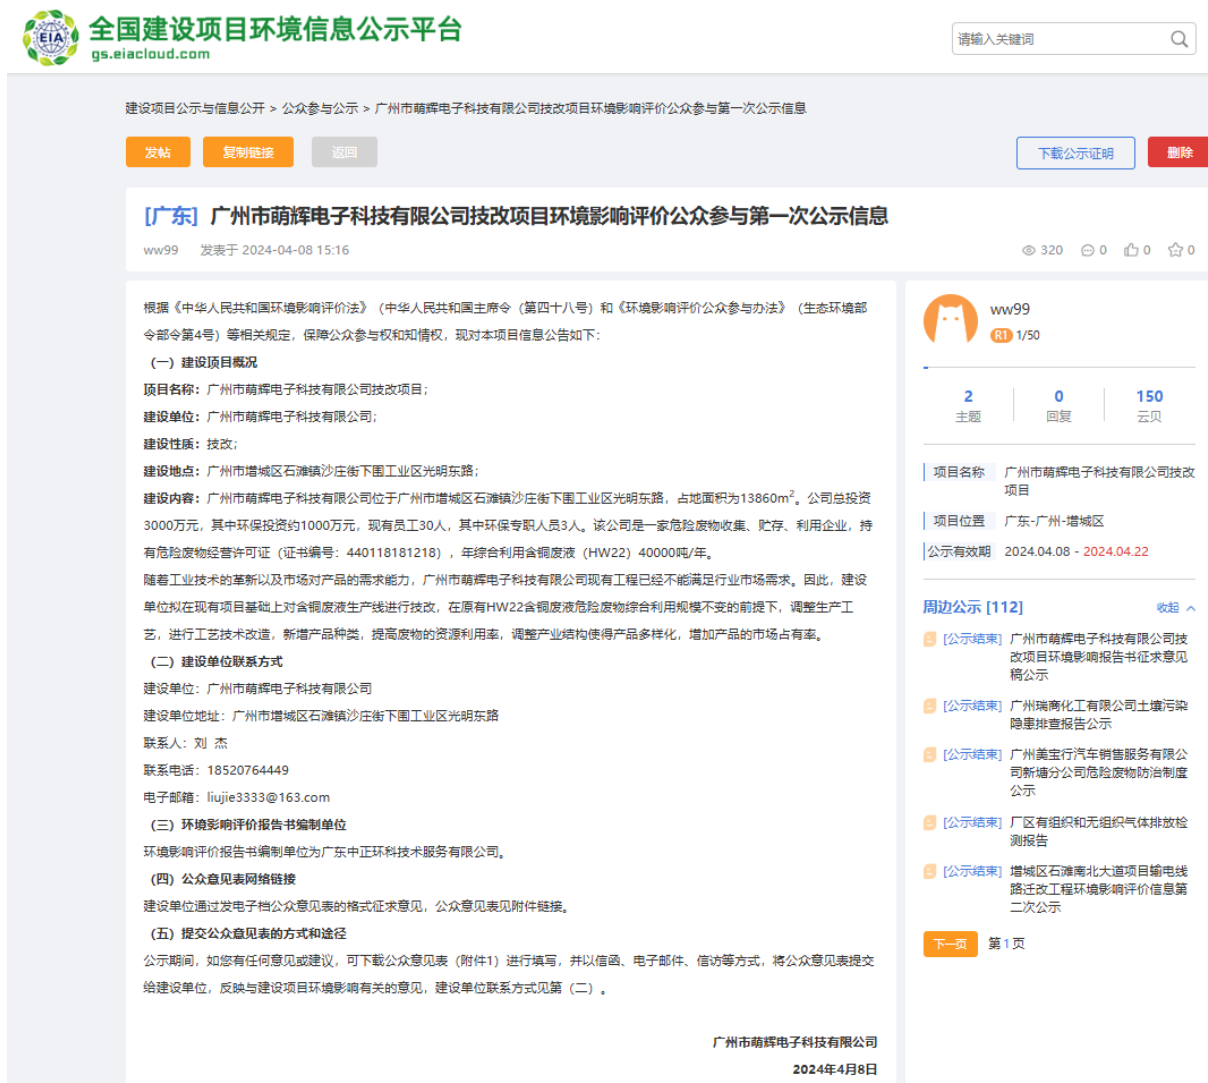 EIA
全国建设项目环境信息公示平台
gs.eiacloud.com
请输入关键词
建设项目公示与信息公开 > 公众参与公示 > 广州市萌辉电子科技有限公司技改项目环境影响评价公众参与第一次公示信息
发帖 复制链接 返回 下载公示证明 删除
[广东] 广州市萌辉电子科技有限公司技改项目环境影响评价公众参与第一次公示信息
ww99 发表于 2024-04-08 15:16 320 0 0 0
根据《中华人民共和国环境影响评价法》（中华人民共和国主席令（第四十八号）和《环境影响评价公众参与办法》（生态环境部
令部令第4号）等相关规定，保障公众参与权和知情权，现对本项目信息公告如下：
（一）建设项目概况
项目名称：广州市萌辉电子科技有限公司技改项目；
建设单位：广州市萌辉电子科技有限公司；
建设性质：技改；
建设地点：广州市增城区石滩镇沙庄街下围工业区光明东路；
建设内容：广州市萌辉电子科技有限公司位于广州市增城区石滩镇沙庄街下围工业区光明东路，占地面积为13860m²。公司总投资
3000万元，其中环保投资约1000万元，现有员工30人，其中环保专职人员3人。该公司是一家危险废物收集、贮存、利用企业，持
有危险废物经营许可证（证书编号：440118181218），年综合利用含铜废液（HW22）40000吨/年。
随着工业技术的革新以及市场对产品的需求能力，广州市萌辉电子科技有限公司现有工程已经不能满足行业市场需求。因此，建设
单位拟在现有项目基础上对含铜废液生产线进行技改，在原有HW22含铜废液危险废物综合利用规模不变的前提下，调整生产工
艺，进行工艺技术改造，新增产品种类，提高废物的资源利用率，调整产业结构使得产品多样化，增加产品的市场占有率。
（二）建设单位联系方式
建设单位：广州市萌辉电子科技有限公司
建设单位地址：广州市增城区石滩镇沙庄街下围工业区光明东路
联系人：刘 杰
联系电话：18520764449
电子邮箱：liujie3333@163.com
（三）环境影响评价报告书编制单位
环境影响评价报告书编制单位为广东中正环科技术服务有限公司。
（四）公众意见表网络链接
建设单位通过发电子档公众意见表的格式征求意见，公众意见表见附件链接。
（五）提交公众意见表的方式和途径
公示期间，如您有任何意见或建议，可下载公众意见表（附件1）进行填写，并以信函、电子邮件、信访等方式，将公众意见表提交
给建设单位，反映与建设项目环境影响有关的意见，建设单位联系方式见第（二）。
广州市萌辉电子科技有限公司
2024年4月8日
ww99
R1 1/50
2 0 150
主题 回复 云贝
项目名称 广州市萌辉电子科技有限公司技改
项目
项目位置 广东-广州-增城区
公示有效期 2024.04.08 - 2024.04.22
周边公示 [112] 收起
[公示结束] 广州市萌辉电子科技有限公司技
改项目环境影响报告书征求意见
稿公示
[公示结束] 广州瑞商化工有限公司土壤污染
隐患排查报告公示
[公示结束] 广州美宝行汽车销售服务有限公
司新塘分公司危险废物防治制度
公示
[公示结束] 厂区有组织和无组织气体排放检
测报告
[公示结束] 增城区石滩南北大道项目输电线
路迁改工程环境影响评价信息第
二次公示
下一页 第1页